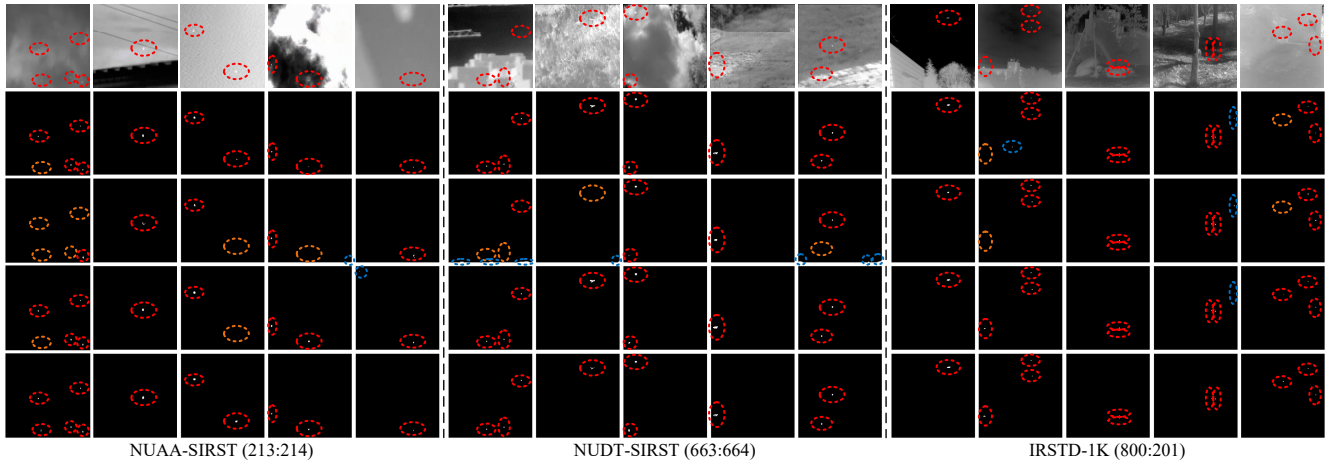 NUAA-SIRST (213:214)
NUDT-SIRST (663:664)
IRSTD-1K (800:201)